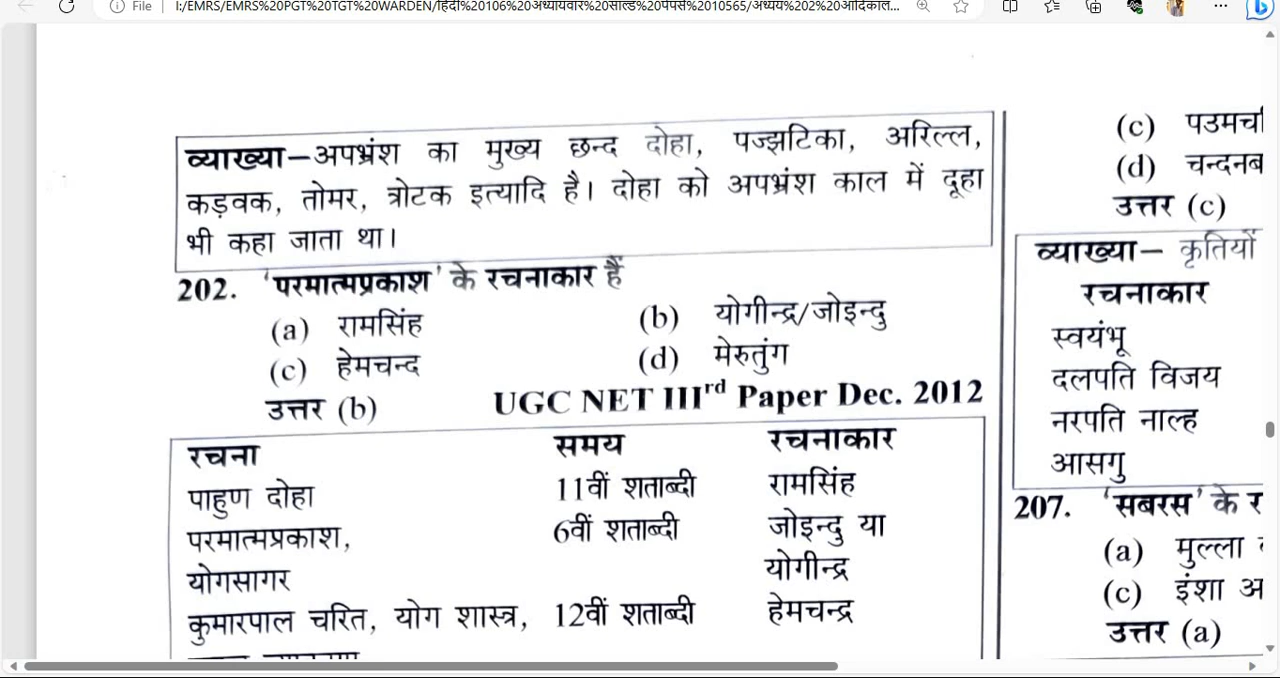 File
I:/EMRS/EMRS%20PGT%20TGT%20WARDEN/हिंदी%20106%20अध्यायवार%20साल्व्ड%20पेपर्स%2010565/अध्याय%202%20आदिकाल...
व्याख्या–अपभ्रंश का मुख्य छन्द दोहा, पज्झटिका, अरिल्ल,
कड़वक, तोमर, त्रोटक इत्यादि है। दोहा को अपभ्रंश काल में दूहा
भी कहा जाता था।
202. 'परमात्मप्रकाश' के रचनाकार हैं
(a) रामसिंह (b) योगीन्द्र/जोइन्दु
(c) हेमचन्द (d) मेरुतुंग
उत्तर (b) UGC NET IIIrd Paper Dec. 2012
रचना समय रचनाकार
पाहुण दोहा 11वीं शताब्दी रामसिंह
परमात्मप्रकाश, 6वीं शताब्दी जोइन्दु या
योगसागर योगीन्द्र
कुमारपाल चरित, योग शास्त्र, 12वीं शताब्दी हेमचन्द्र
(c) पउमच
(d) चन्दनब
उत्तर (c)
व्याख्या– कृतियों
रचनाकार
स्वयंभू
दलपति विजय
नरपति नाल्ह
आसगु
207. 'सबरस' के र
(a) मुल्ला
(c) इंशा अ
उत्तर (a)